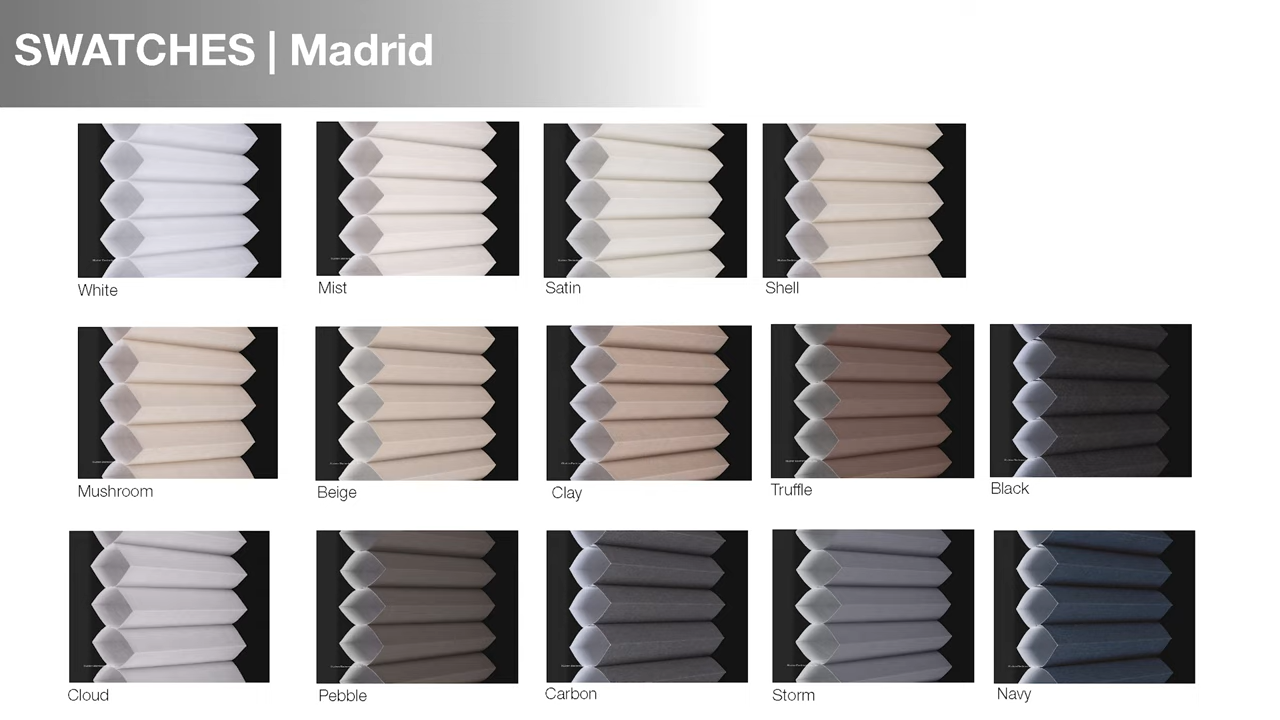 SWATCHES | Madrid
White
Mist
Satin
Shell
Mushroom
Beige
Clay
Truffle
Black
Cloud
Pebble
Carbon
Storm
Navy